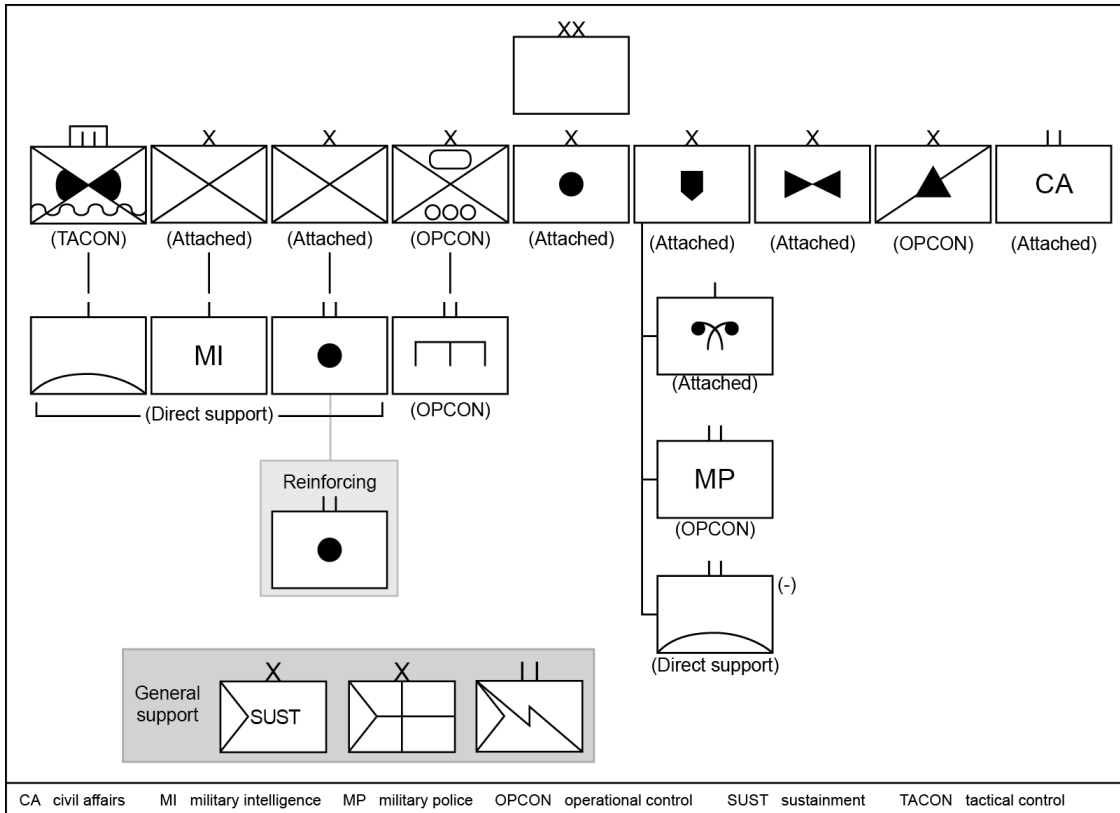 XX
II X X X X X X X II
CA
(TACON) (Attached) (Attached) (OPCON) (Attached) (Attached) (Attached) (OPCON) (Attached)
I I II II I
MI
(Direct support) (OPCON) (Attached)
II
MP
(OPCON)
Reinforcing
II
II (-)
(Direct support)
General
support
X X II
SUST
CA civil affairs MI military intelligence MP military police OPCON operational control SUST sustainment TACON tactical control